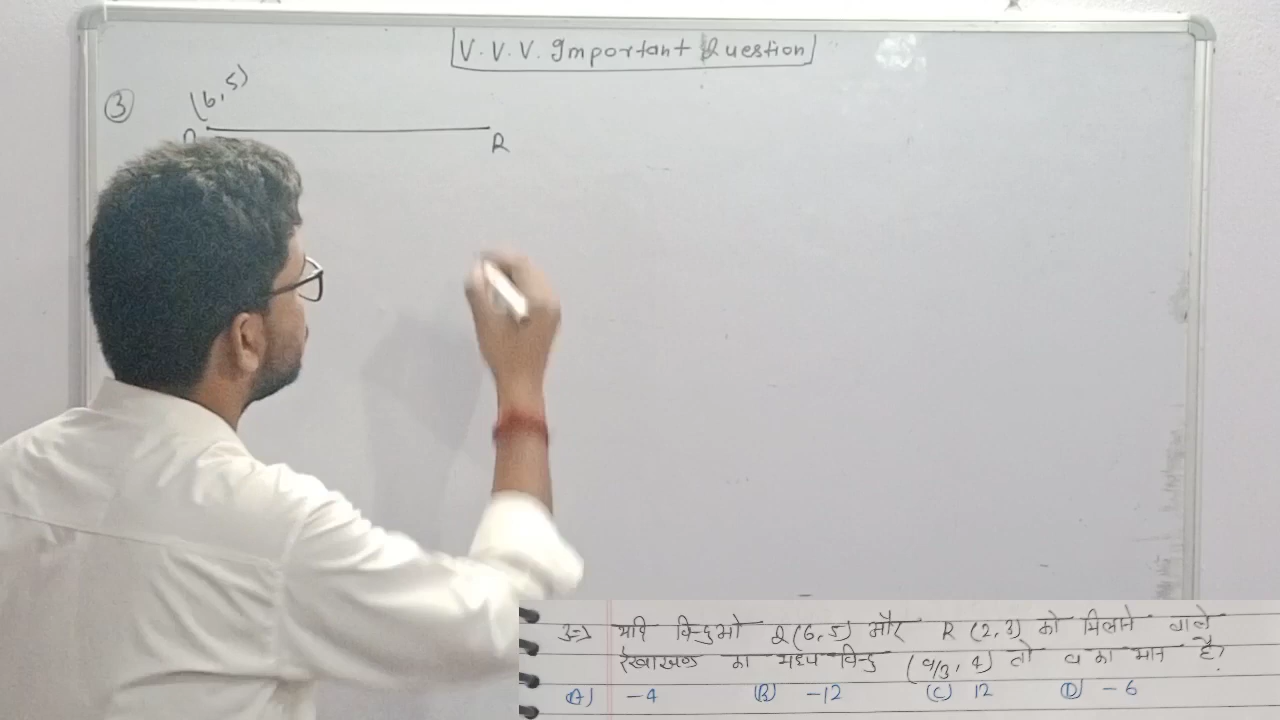 V.V.V. Important Question
③
(6,5)
R
3⇒ यदि बिन्दुओ Q(6,5) और R (2,3) को मिलाने वाले
रेखाखण्ड का मध्य बिन्दु (a/3, 4) तो a का मान है?
(A) -4 (B) -12 (C) 12 (D) -6